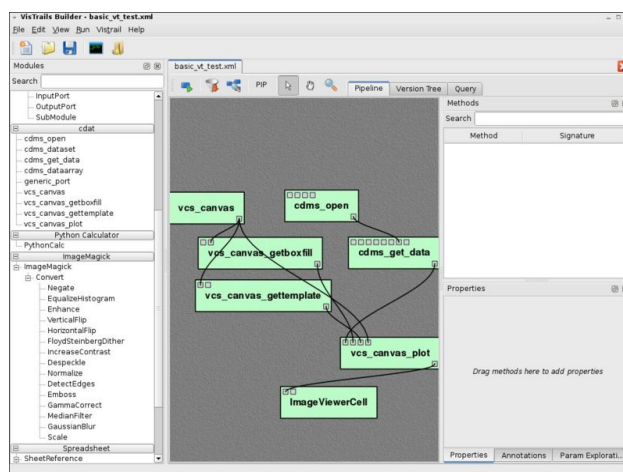 VisTrails Builder - basic_vt_test.xml
File Edit View Run Vistrail Help
Modules
basic_vt_test.xml
Search
PIP
Pipeline
Version Tree
Query
InputPort
OutputPort
SubModule
cdat
cdms_open
cdms_dataset
cdms_get_data
cdms_dataarray
generic_port
vcs_canvas
vcs_canvas_getboxfill
vcs_canvas_gettemplate
vcs_canvas_plot
Python Calculator
PythonCalc
ImageMagick
ImageMagick
Convert
Negate
EqualizeHistogram
Enhance
VerticalFlip
HorizontalFlip
FloydSteinbergDither
IncreaseContrast
Despeckle
Normalize
DetectEdges
Emboss
GammaCorrect
MedianFilter
GaussianBlur
Scale
Spreadsheet
SheetReference
vcs_canvas
cdms_open
vcs_canvas_getboxfill
cdms_get_data
vcs_canvas_gettemplate
vcs_canvas_plot
ImageViewerCell
Methods
Search
Method Signature
Properties
Drag methods here to add properties
Properties
Annotations
Param Explorati...